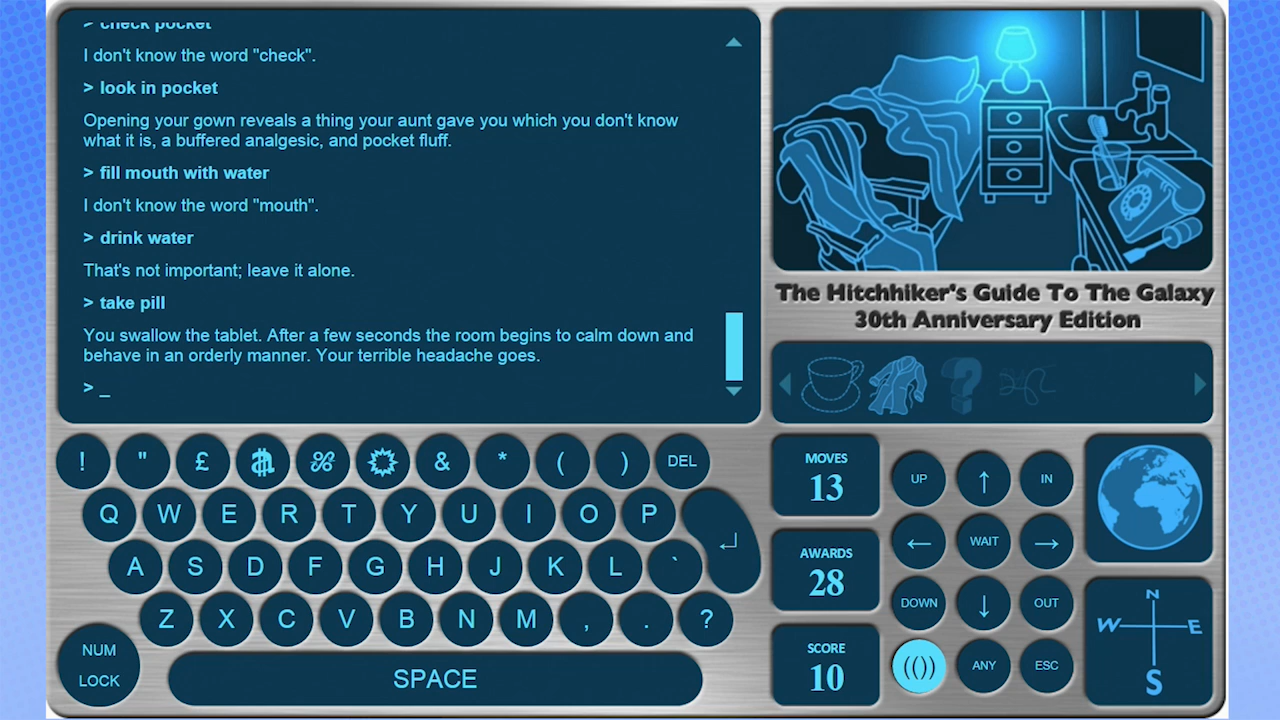 > check pocket
I don't know the word "check".
> look in pocket
Opening your gown reveals a thing your aunt gave you which you don't know
what it is, a buffered analgesic, and pocket fluff.
> fill mouth with water
I don't know the word "mouth".
> drink water
That's not important; leave it alone.
> take pill
You swallow the tablet. After a few seconds the room begins to calm down and
behave in an orderly manner. Your terrible headache goes.
> _
The Hitchhiker's Guide To The Galaxy
30th Anniversary Edition
! " £ & * ( ) DEL
Q W E R T Y U I O P
A S D F G H J K L `
Z X C V B N M , . ?
NUM
LOCK
SPACE
MOVES
13
AWARDS
28
SCORE
10
UP ↑ IN
← WAIT →
DOWN ↓ OUT
(()) ANY ESC
N
W E
S